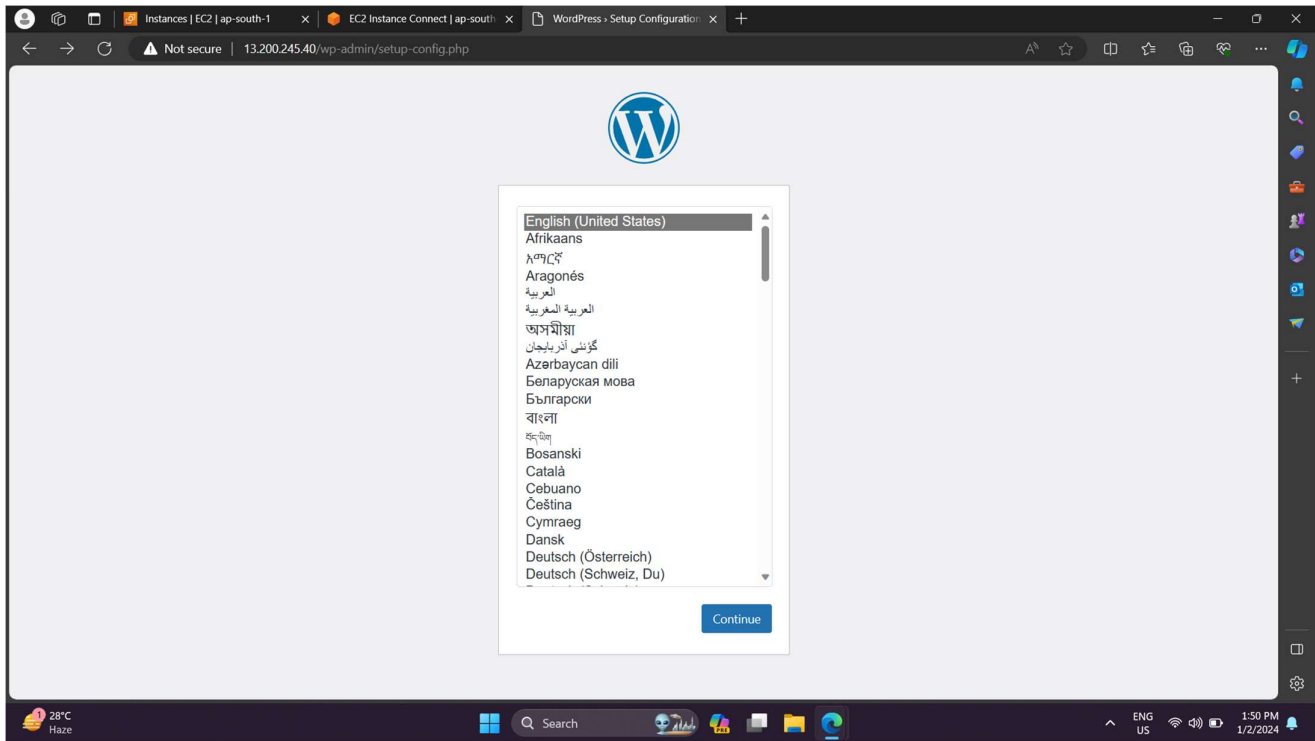 Instances | EC2 | ap-south-1
EC2 Instance Connect | ap-south
WordPress › Setup Configuration
Not secure
13.200.245.40/wp-admin/setup-config.php
English (United States)
Afrikaans
አማርኛ
Aragonés
العربية
العربية المغربية
অসমীয়া
گؤنئی آذربایجان
Azərbaycan dili
Беларуская мова
Български
বাংলা
བོད་ཡིག
Bosanski
Català
Cebuano
Čeština
Cymraeg
Dansk
Deutsch (Österreich)
Deutsch (Schweiz, Du)
Continue
1
28°C
Haze
Search
PRE
ENG
US
1:50 PM
1/2/2024